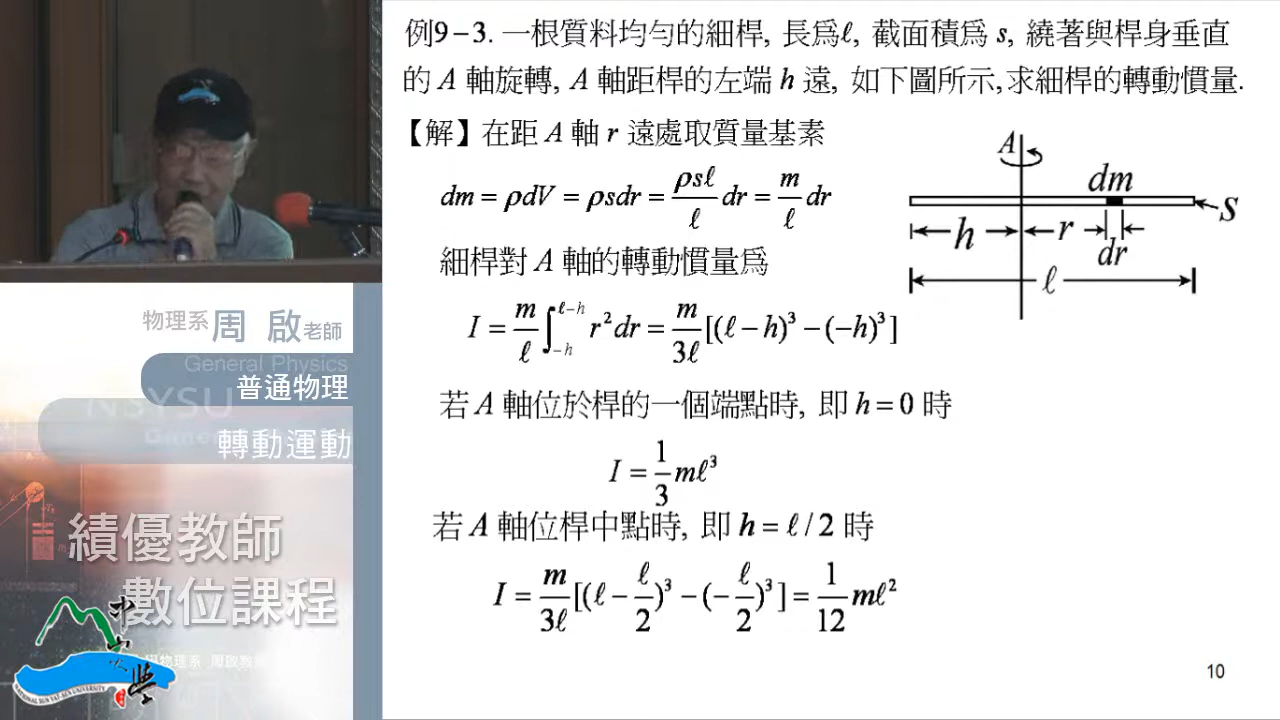 例9－3. 一根質料均勻的細桿, 長爲ℓ, 截面積爲 s, 繞著與桿身垂直
的 A 軸旋轉, A 軸距桿的左端 h 遠, 如下圖所示, 求細桿的轉動慣量.
【解】在距 A 軸 r 遠處取質量基素
dm = ρdV = ρsdr = ρsℓ/ℓ dr = m/ℓ dr
A
dm
s
h
r
dr
ℓ
細桿對 A 軸的轉動慣量爲
I = m/ℓ ∫_{-h}^{ℓ-h} r² dr = m/3ℓ [(ℓ − h)³ − (−h)³]
若 A 軸位於桿的一個端點時, 即 h = 0 時
I = 1/3 mℓ³
若 A 軸位桿中點時, 即 h = ℓ / 2 時
I = m/3ℓ [(ℓ − ℓ/2)³ − (−ℓ/2)³] = 1/12 mℓ²
10
物理系 周 啟 老師
General Physics
普通物理
NSYSU
轉動運動
績優教師
數位課程
NATIONAL SUN YAT-SEN UNIVERSITY